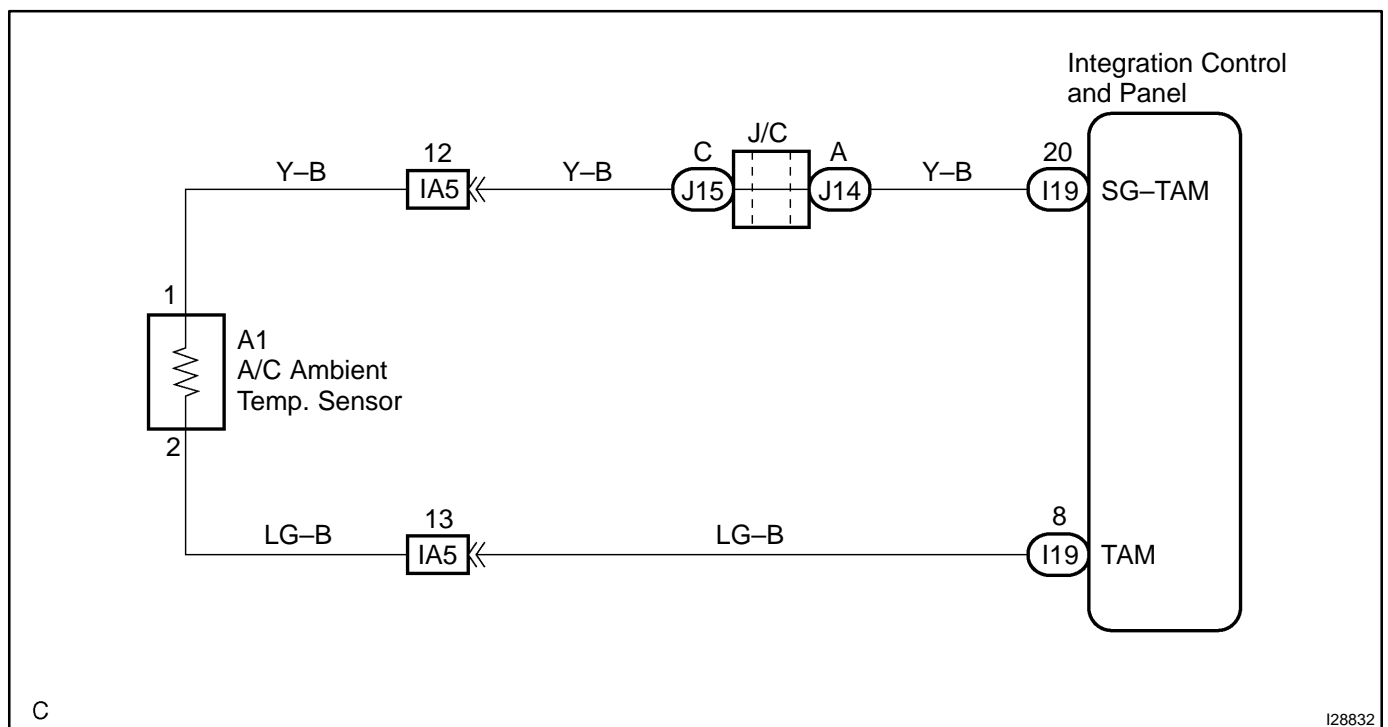 Integration Control
and Panel
J/C
12
C
A
20
Y–B
IA5
Y–B
J15
J14
Y–B
I19
SG–TAM
1
A1
A/C Ambient
Temp. Sensor
2
13
8
LG–B
IA5
LG–B
I19
TAM
C
I28832